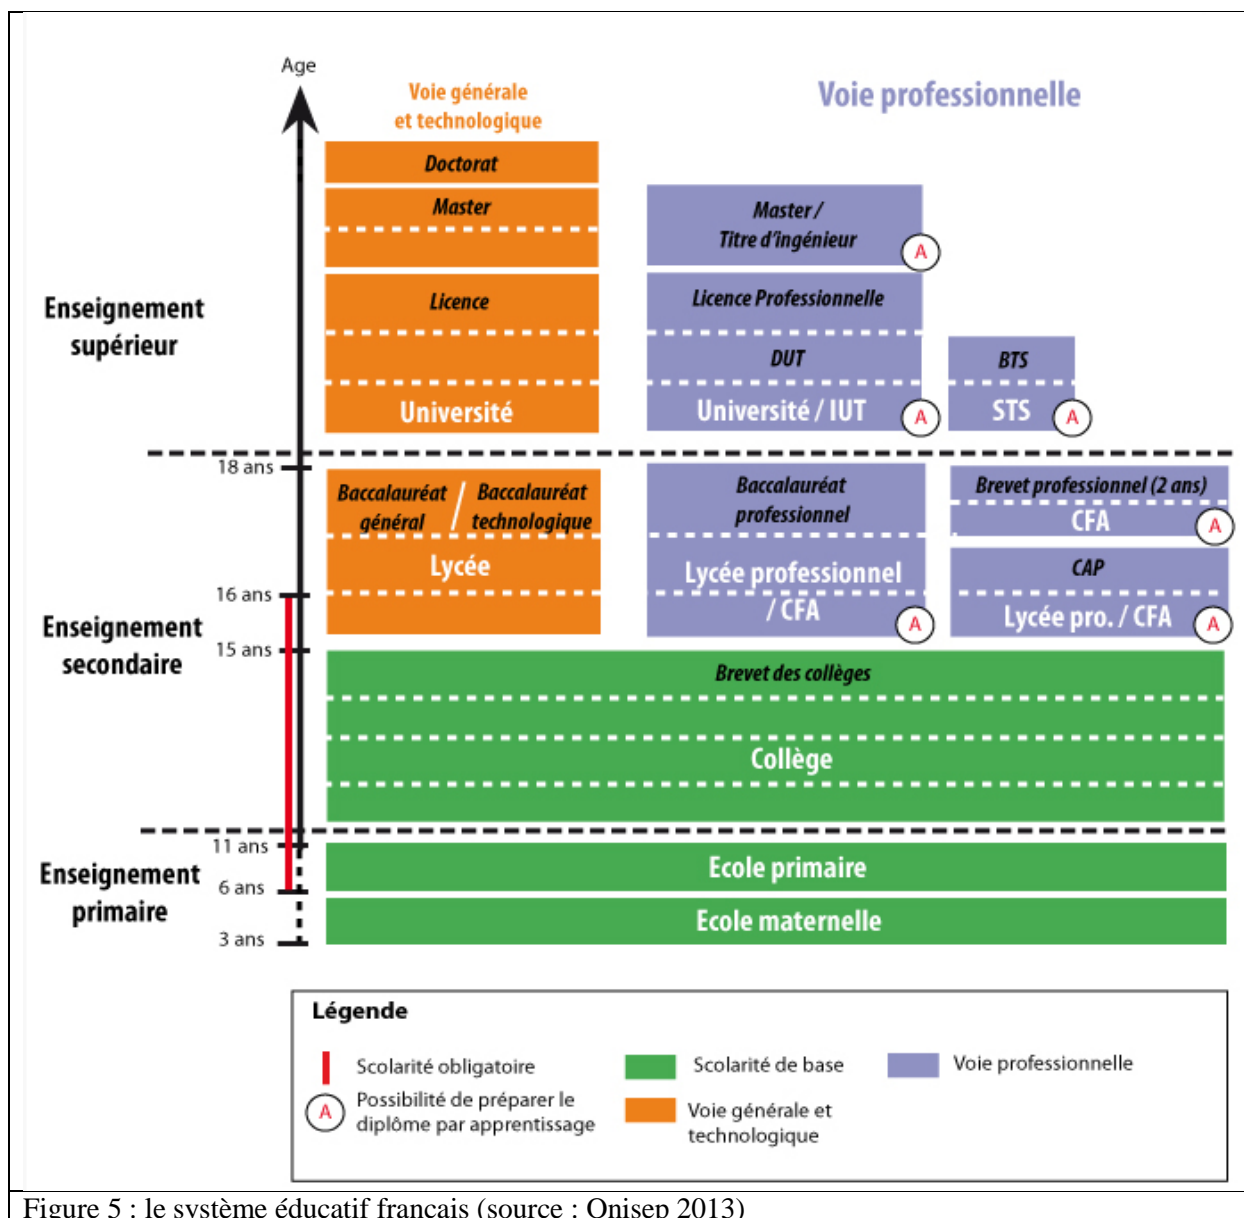 Age
Voie générale
et technologique
Voie professionnelle
Doctorat
Master
Master /
Titre d'ingénieur
A
Enseignement
supérieur
Licence
Licence Professionnelle
DUT
BTS
Université
Université / IUT
A
STS
A
18 ans
Baccalauréat
général
/
Baccalauréat
technologique
Baccalauréat
professionnel
Brevet professionnel (2 ans)
CFA
A
Lycée
Lycée professionnel
/ CFA
A
CAP
Lycée pro. / CFA
A
16 ans
Enseignement
secondaire
15 ans
Brevet des collèges
Collège
11 ans
Enseignement
primaire
Ecole primaire
6 ans
Ecole maternelle
3 ans
Légende
Scolarité obligatoire
Scolarité de base
Voie professionnelle
A
Possibilité de préparer le
diplôme par apprentissage
Voie générale et
technologique
Figure 5 : le système éducatif français (source : Onisep 2013)